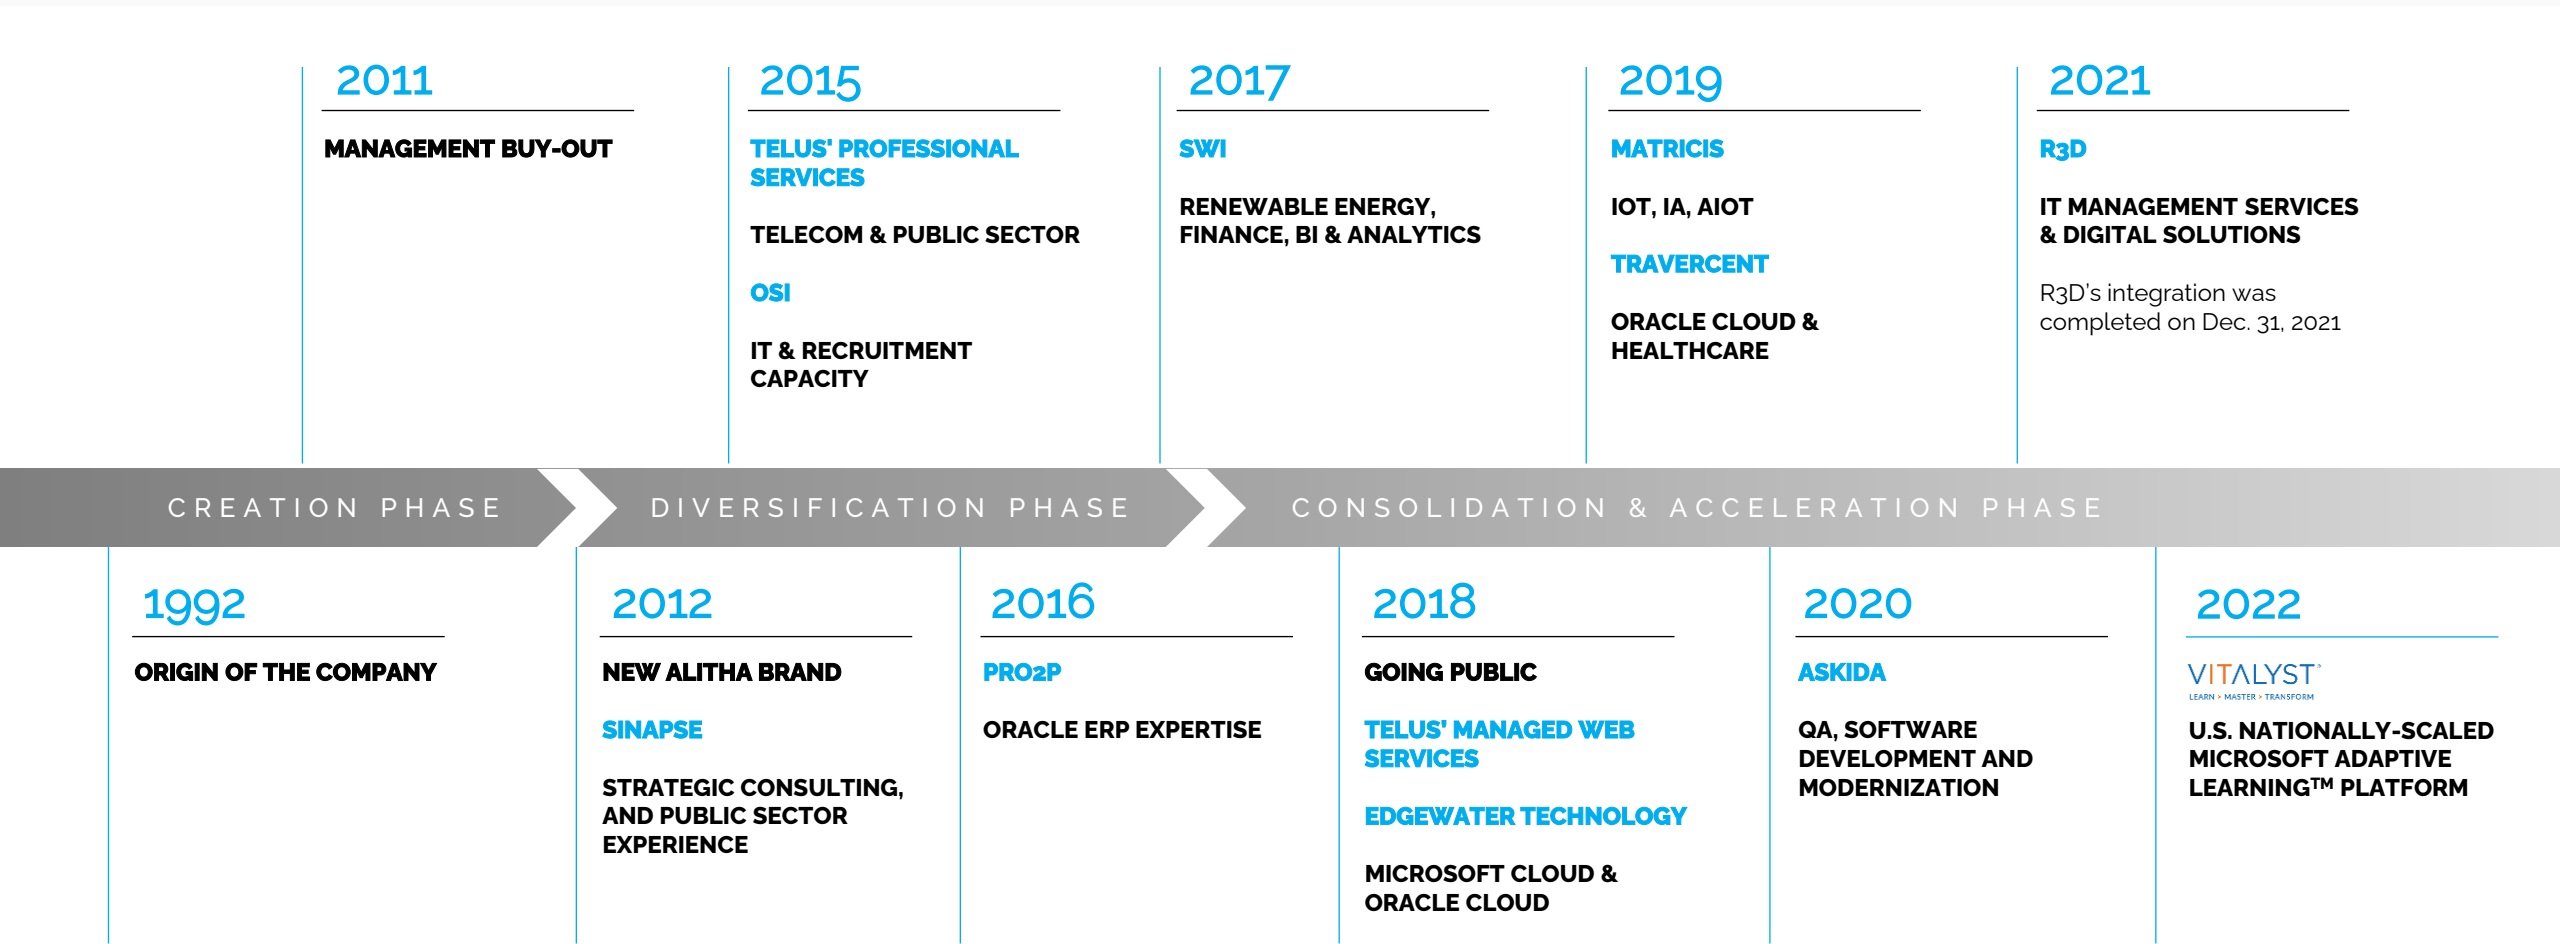 2011
MANAGEMENT BUY-OUT
2015
TELUS' PROFESSIONAL
SERVICES
TELECOM & PUBLIC SECTOR
OSI
IT & RECRUITMENT
CAPACITY
2017
SWI
RENEWABLE ENERGY,
FINANCE, BI & ANALYTICS
2019
MATRICIS
IOT, IA, AIOT
TRAVERCENT
ORACLE CLOUD &
HEALTHCARE
2021
R3D
IT MANAGEMENT SERVICES
& DIGITAL SOLUTIONS
R3D's integration was
completed on Dec. 31, 2021
CREATION PHASE
DIVERSIFICATION PHASE
CONSOLIDATION & ACCELERATION PHASE
1992
ORIGIN OF THE COMPANY
2012
NEW ALITHA BRAND
SINAPSE
STRATEGIC CONSULTING,
AND PUBLIC SECTOR
EXPERIENCE
2016
PRO2P
ORACLE ERP EXPERTISE
2018
GOING PUBLIC
TELUS' MANAGED WEB
SERVICES
EDGEWATER TECHNOLOGY
MICROSOFT CLOUD &
ORACLE CLOUD
2020
ASKIDA
QA, SOFTWARE
DEVELOPMENT AND
MODERNIZATION
2022
VITALYST®
LEARN > MASTER > TRANSFORM
U.S. NATIONALLY-SCALED
MICROSOFT ADAPTIVE
LEARNING™ PLATFORM